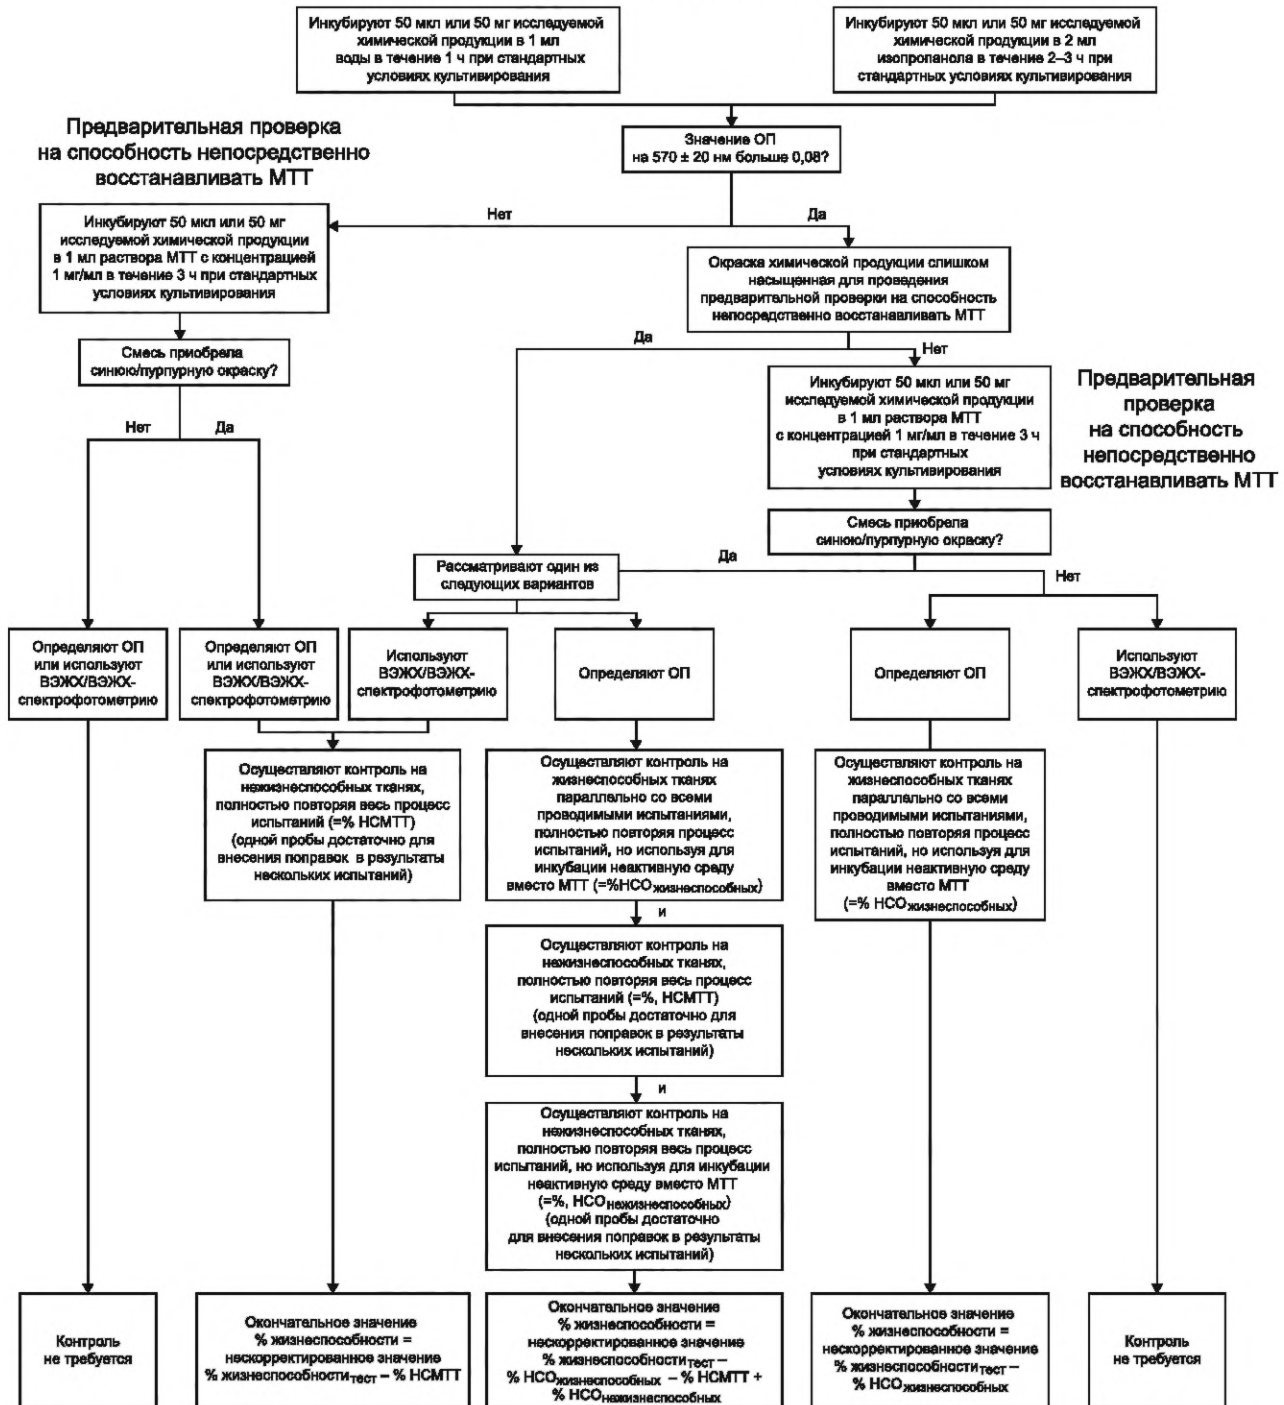 Инкубируют 50 мкл или 50 мг исследуемой
химической продукции в 1 мл
воды в течение 1 ч при стандартных
условиях культивирования
Инкубируют 50 мкл или 50 мг исследуемой
химической продукции в 2 мл
изопропанола в течение 2–3 ч при
стандартных условиях культивирования
Значение ОП
на 570 ± 20 нм больше 0,08?
Предварительная проверка
на способность непосредственно
восстанавливать МТТ
Нет
Да
Инкубируют 50 мкл или 50 мг
исследуемой химической продукции
в 1 мл раствора МТТ с концентрацией
1 мг/мл в течение 3 ч при стандартных
условиях культивирования
Окраска химической продукции слишком
насыщенная для проведения
предварительной проверки на способность
непосредственно восстанавливать МТТ
Да
Нет
Смесь приобрела
синюю/пурпурную окраску?
Инкубируют 50 мкл или 50 мг
исследуемой химической продукции
в 1 мл раствора МТТ
с концентрацией 1 мг/мл в течение 3 ч
при стандартных
условиях культивирования
Предварительная
проверка
на способность
непосредственно
восстанавливать МТТ
Нет
Да
Смесь приобрела
синюю/пурпурную окраску?
Да
Нет
Рассматривают один из
следующих вариантов
Определяют ОП
или используют
ВЭЖХ/ВЭЖХ-
спектрофотометрию
Определяют ОП
или используют
ВЭЖХ/ВЭЖХ-
спектрофотометрию
Используют
ВЭЖХ/ВЭЖХ-
спектрофотометрию
Определяют ОП
Определяют ОП
Используют
ВЭЖХ/ВЭЖХ-
спектрофотометрию
Осуществляют контроль на
нежизнеспособных тканях,
полностью повторяя весь процесс
испытаний (=% НСМТТ)
(одной пробы достаточно для
внесения поправок в результаты
нескольких испытаний)
Осуществляют контроль на
жизнеспособных тканях
параллельно со всеми
проводимыми испытаниями,
полностью повторяя процесс
испытаний, но используя для
инкубации неактивную среду
вместо МТТ (=%НСОжизнеспособных)
Осуществляют контроль на
жизнеспособных тканях
параллельно со всеми
проводимыми испытаниями,
полностью повторяя процесс
испытаний, но используя для
инкубации неактивную среду
вместо МТТ
(=% НСОжизнеспособных)
и
Осуществляют контроль на
нежизнеспособных тканях,
полностью повторяя весь процесс
испытаний (=%, НСМТТ)
(одной пробы достаточно для
внесения поправок в результаты
нескольких испытаний)
и
Осуществляют контроль на
нежизнеспособных тканях,
полностью повторяя весь процесс
испытаний, но используя для инкубации
неактивную среду вместо МТТ
(=%, НСОнежизнеспособных)
(одной пробы достаточно
для внесения поправок в результаты
нескольких испытаний)
Контроль
не требуется
Окончательное значение
% жизнеспособности =
нескорректированное значение
% жизнеспособноститест – % НСМТТ
Окончательное значение
% жизнеспособности =
нескорректированное значение
% жизнеспособноститест –
% НСОжизнеспособных – % НСМТТ +
% НСОнежизнеспособных
Окончательное значение
% жизнеспособности =
нескорректированное значение
% жизнеспособноститест –
% НСОжизнеспособных
Контроль
не требуется